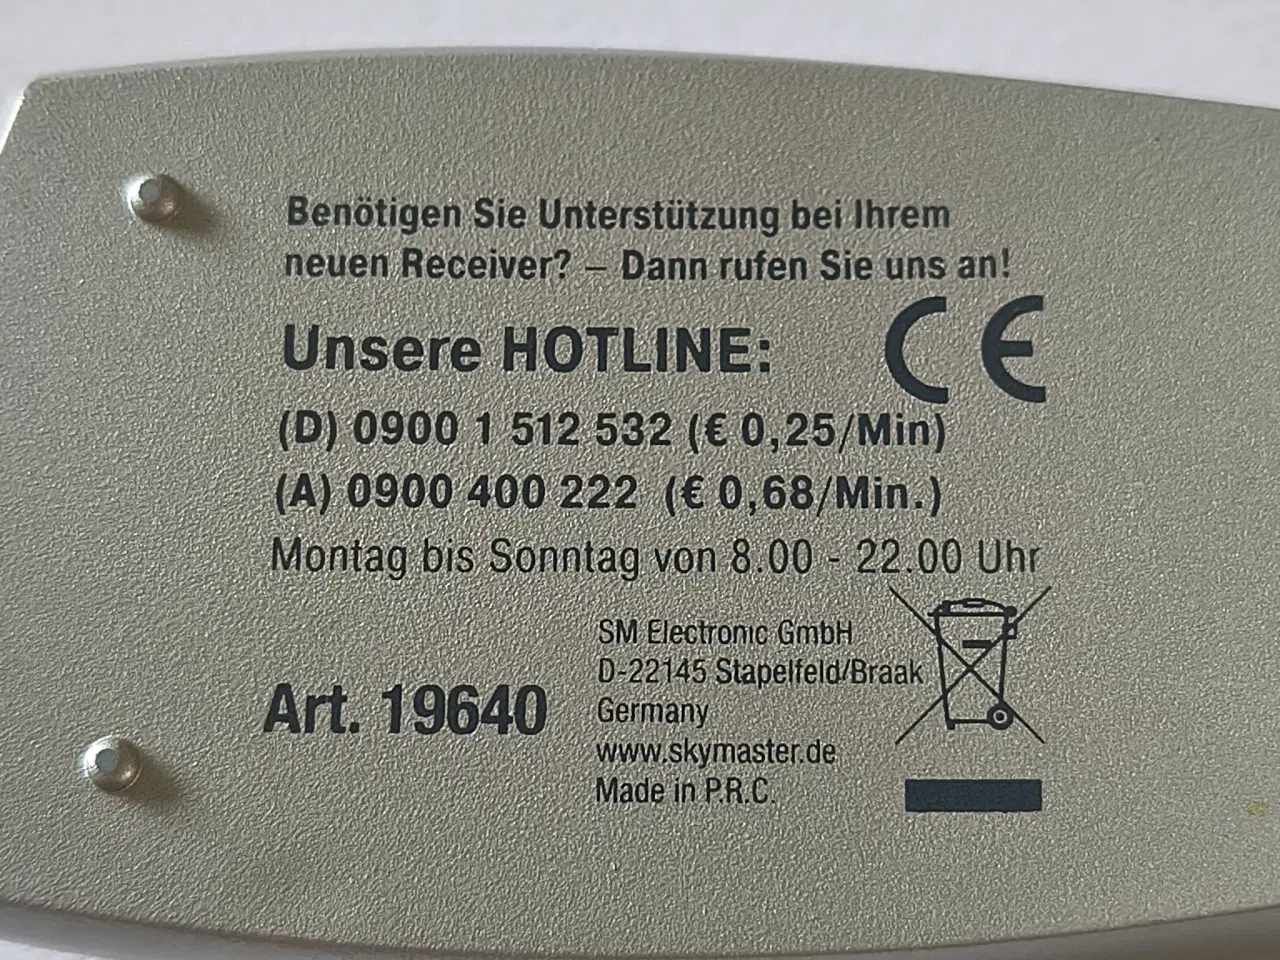 Benötigen Sie Unterstützung bei Ihrem
neuen Receiver? – Dann rufen Sie uns an!
Unsere HOTLINE: CE
(D) 0900 1 512 532 (€ 0,25/Min)
(A) 0900 400 222 (€ 0,68/Min.)
Montag bis Sonntag von 8.00 - 22.00 Uhr
Art. 19640
SM Electronic GmbH
D-22145 Stapelfeld/Braak
Germany
www.skymaster.de
Made in P.R.C.